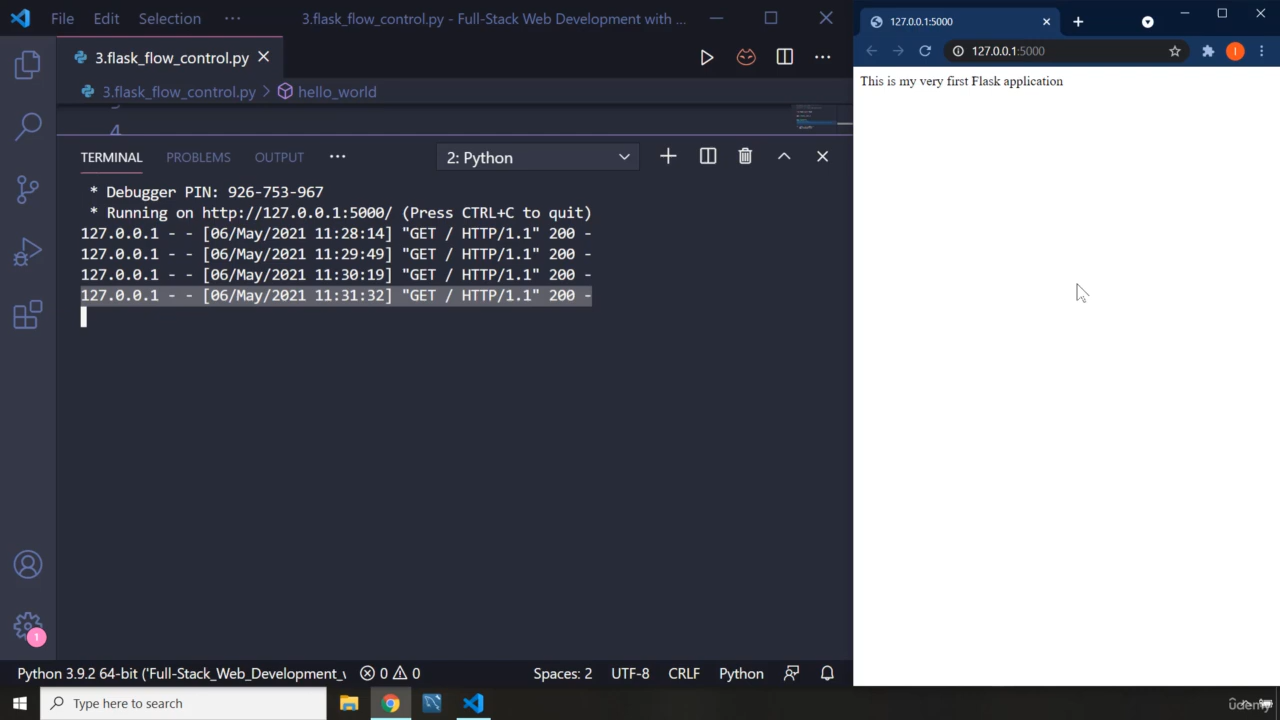 File Edit Selection ··· 3.flask_flow_control.py - Full-Stack Web Development with ...
3.flask_flow_control.py
3.flask_flow_control.py > hello_world
4
TERMINAL PROBLEMS OUTPUT ··· 2: Python
* Debugger PIN: 926-753-967
* Running on http://127.0.0.1:5000/ (Press CTRL+C to quit)
127.0.0.1 - - [06/May/2021 11:28:14] "GET / HTTP/1.1" 200 -
127.0.0.1 - - [06/May/2021 11:29:49] "GET / HTTP/1.1" 200 -
127.0.0.1 - - [06/May/2021 11:30:19] "GET / HTTP/1.1" 200 -
127.0.0.1 - - [06/May/2021 11:31:32] "GET / HTTP/1.1" 200 -
1
Python 3.9.2 64-bit ('Full-Stack_Web_Development_v 0 0 Spaces: 2 UTF-8 CRLF Python
127.0.0.1:5000
127.0.0.1:5000 I
This is my very first Flask application
Type here to search
udemy